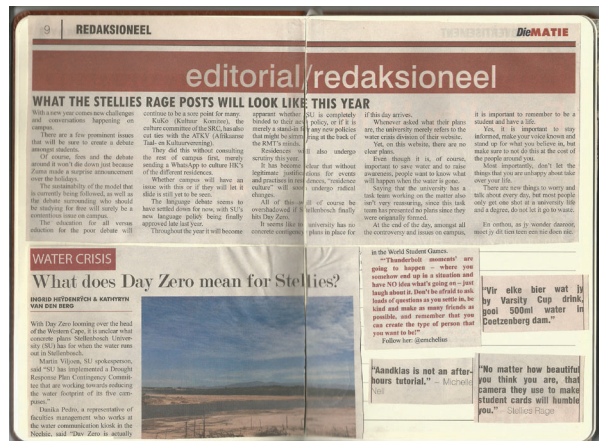 9 REDAKSIONEEL
DieMATIE
editorial/redaksioneel
WHAT THE STELLIES RAGE POSTS WILL LOOK LIKE THIS YEAR
With a new year comes new challenges
and conversations happening on
campus.
There are a few prominent issues
that will be sure to create a debate
amongst students.
Of course, fees and the debate
around it won't die down just because
Zuma made a surprise announcement
over the holidays.
The sustainability of the model that
is currently being followed, as well as
the debate surrounding who should
be studying for free will surely be a
contentious issue on campus.
The education for all versus
eduction for the poor debate will
continue to be a sore point for many.
KuKo (Kultuur Komitee), the
culture committee of the SRC, has also
cut ties with the ATKV (Afrikaanse
Taal- en Kultuurvereniging).
They did this without consulting
the rest of campus first, merely
sending a WhatsApp to culture HK's
of the different residences.
Whether campus will have an
issue with this or if they will let it
slide is still yet to be seen.
The language debate seems to
have settled down for now, with SU's
new language policy being finally
approved late last year.
Throughout the year it will become
apparent whether SU is completely
binded to their new policy, or if it is
merely a stand-in for any new policies
that might be simmering at the back of
the RMT's minds.
Residences will also undergo
scrutiny this year.
It has become clear that without
legitimate justifications for events
and practises in residences, "residence
culture" will undergo radical
changes.
All of this will of course be
overshadowed if Stellenbosch finally
hits Day Zero.
It seems like university has no
concrete contingency plans in place for
if this day arrives.
Whenever asked what their plans
are, the university merely refers to the
water crisis division of their website.
Yet, on this website, there are no
clear plans.
Even though it is, of course,
important to save water and to raise
awareness, people want to know what
will happen when the water is gone.
Saying that the university has a
task team working on the matter also
isn't very reassuring, since this task
team has presented no plans since they
were originally formed.
At the end of the day, amongst all
the controversy and issues on campus,
it is important to remember to be a
student and have a life.
Yes, it is important to stay
informed, make your voice known and
stand up for what you believe in, but
make sure to not do this at the cost of
the people around you.
Most importantly, don't let the
things that you are unhappy about take
over your life.
There are new things to worry and
talk about every day, but most people
only get one shot at a university life
and a degree, do not let it go to waste.
En onthou, as jy wonder daaroor,
moet jy dit tien teen een nie doen nie.
WATER CRISIS
What does Day Zero mean for Stellies?
INGRID HEYDENRYCH & KATHYRYN
VAN DEN BERG
With Day Zero looming over the head
of the Western Cape, it is unclear what
concrete plans Stellenbosch Univer-
sity (SU) has for when the water runs
out in Stellenbosch.
Martin Viljoen, SU spokesperson,
said "SU has implemented a Drought
Response Plan Contingency Commit-
tee that are working towards reducing
the water footprint of its five cam-
puses."
Danika Pedro, a representative of
faculties management who works at
the water communication kiosk in the
Neelsie, said "Day Zero is actually
in the World Student Games.
"'Thunderbolt moments' are
going to happen – where you
somehow end up in a situation and
have NO idea what's going on – just
laugh about it. Don't be afraid to ask
loads of questions as you settle in, be
kind and make as many friends as
possible, and remember that you
can create the type of person that
you want to be!"
Follow her: @emchelius
"Vir elke bier wat jy
by Varsity Cup drink,
gooi 500ml water in
Coetzenberg dam."
"Aandklas is not an after-
hours tutorial." – Michelle
Nell
"No matter how beautiful
you think you are, that
camera they use to make
student cards will humble
you." – Stellies Rage